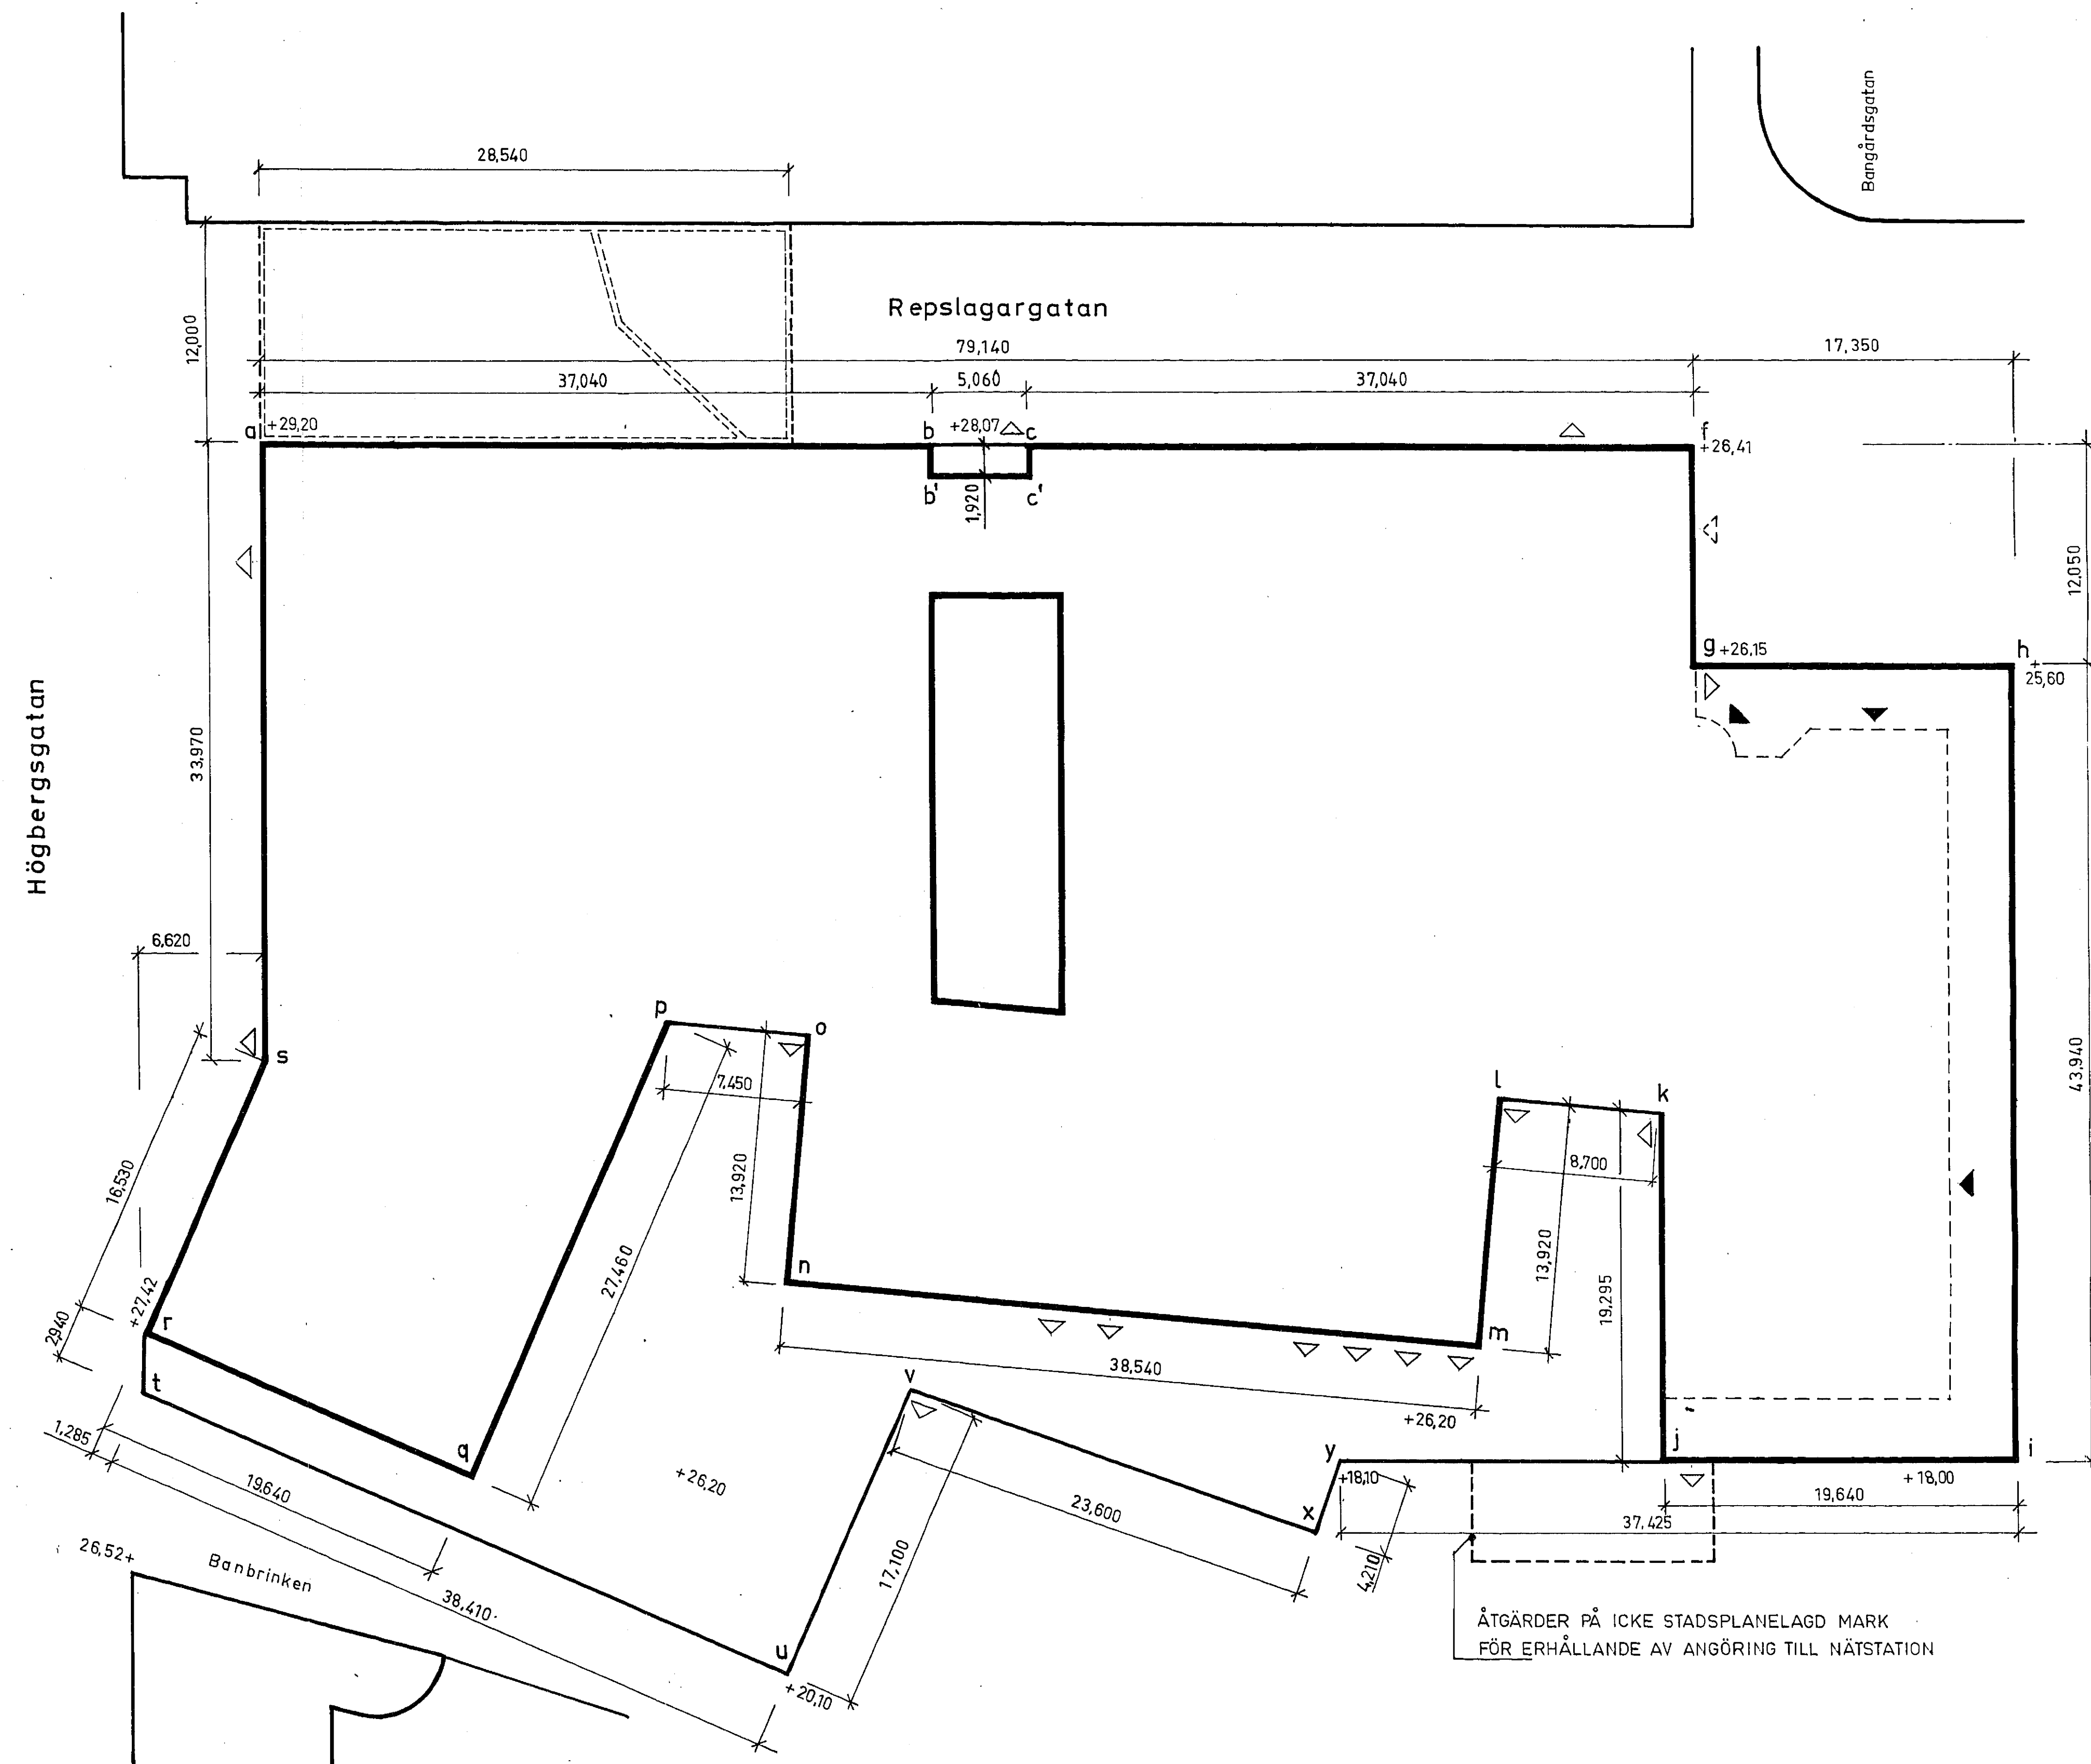 Bangårdsgatan
28,540
Repslagargatan
12,000
79,140
17,350
37,040
5,060
37,040
a
+29,20
b
+28,07
c
f
+26,41
b'
c'
1,920
12,050
g
+26,15
h
+
25,60
Högbergsgatan
33,970
6,620
s
p
o
7,450
l
k
43,940
16,530
13,920
8,700
27,460
13,920
19,295
n
+27,42
r
2,940
m
38,540
t
v
+26,20
1,285
q
y
j
i
+26,20
+18,10
+18,00
19,640
23,600
x
19,640
37,425
26,52+
Banbrinken
17,100
4,210
38,410
u
+20,10
ÅTGÄRDER PÅ ICKE STADSPLANELAGD MARK
FÖR ERHÅLLANDE AV ANGÖRING TILL NÄTSTATION